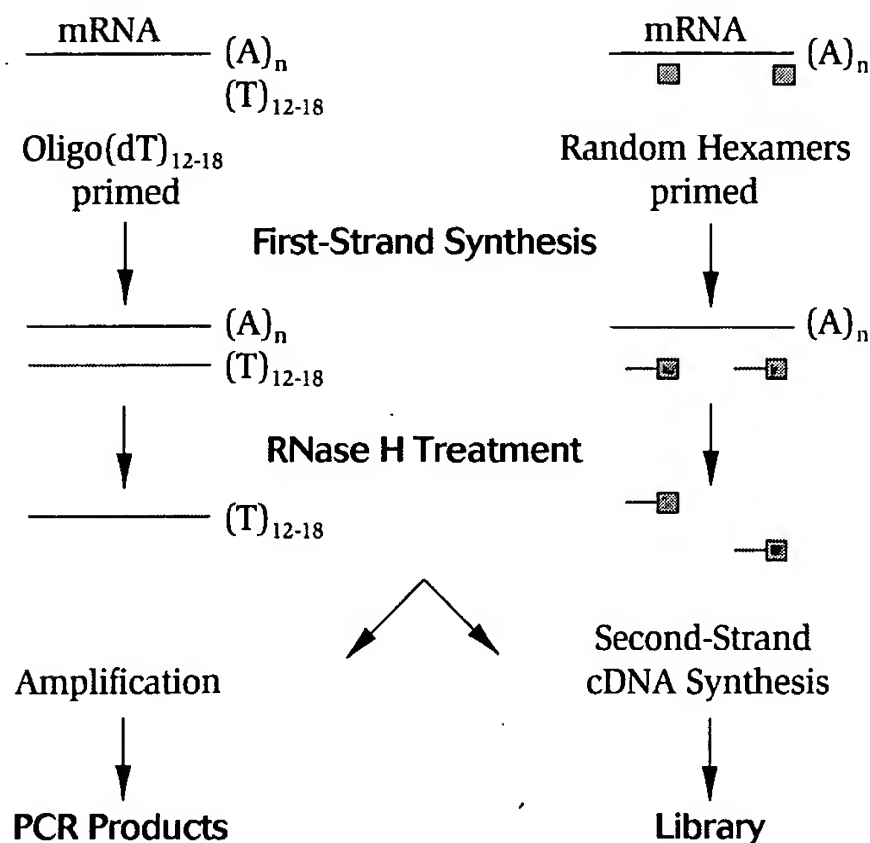 mRNA
(A)n
(T)12-18
Oligo(dT)12-18
primed
mRNA
(A)n
Random Hexamers
primed
First-Strand Synthesis
(A)n
(T)12-18
(A)n
RNase H Treatment
(T)12-18
Amplification
PCR Products
Second-Strand
cDNA Synthesis
Library